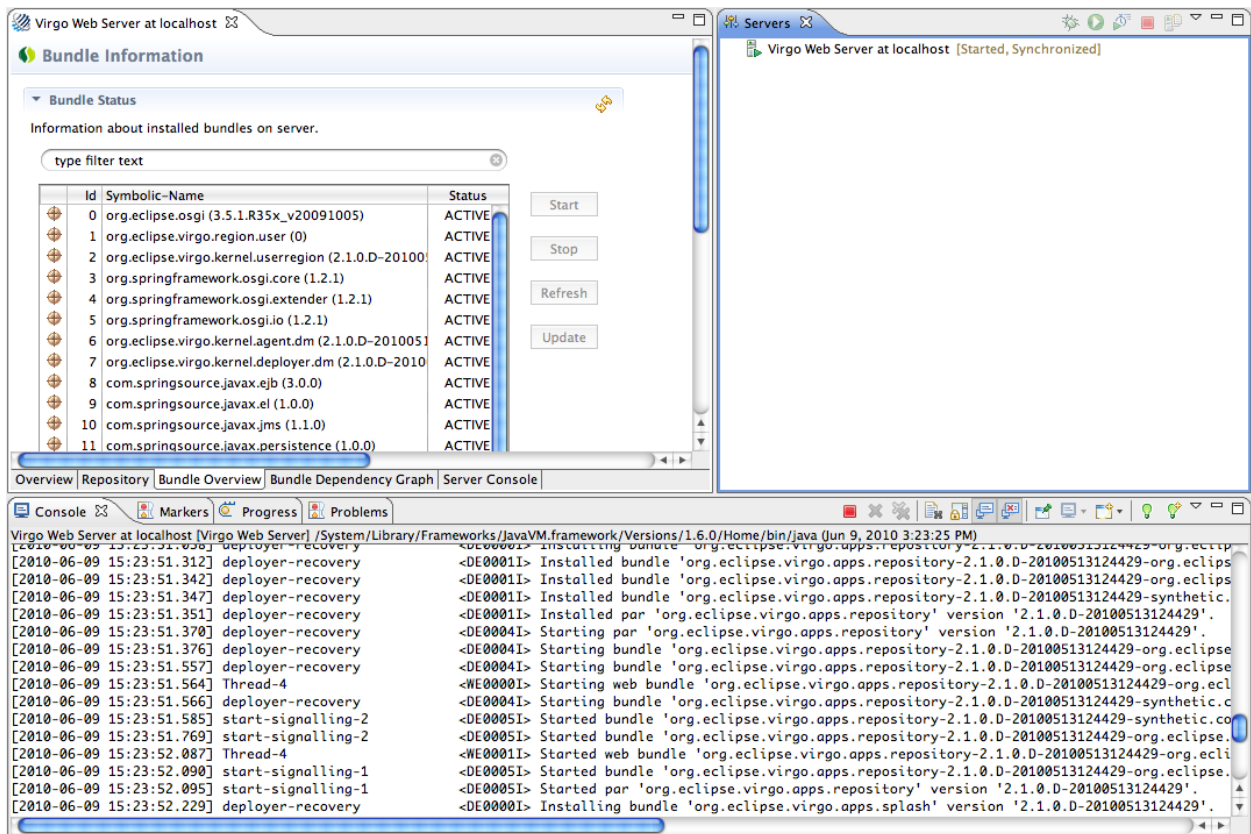 Virgo Web Server at localhost
Bundle Information
Bundle Status
Information about installed bundles on server.
type filter text
Id Symbolic-Name Status
0 org.eclipse.osgi (3.5.1.R35x_v20091005) ACTIVE
1 org.eclipse.virgo.region.user (0) ACTIVE
2 org.eclipse.virgo.kernel.userregion (2.1.0.D-20100 ACTIVE
3 org.springframework.osgi.core (1.2.1) ACTIVE
4 org.springframework.osgi.extender (1.2.1) ACTIVE
5 org.springframework.osgi.io (1.2.1) ACTIVE
6 org.eclipse.virgo.kernel.agent.dm (2.1.0.D-2010051 ACTIVE
7 org.eclipse.virgo.kernel.deployer.dm (2.1.0.D-2010 ACTIVE
8 com.springsource.javax.ejb (3.0.0) ACTIVE
9 com.springsource.javax.el (1.0.0) ACTIVE
10 com.springsource.javax.jms (1.1.0) ACTIVE
11 com.springsource.javax.persistence (1.0.0) ACTIVE
Start
Stop
Refresh
Update
Overview Repository Bundle Overview Bundle Dependency Graph Server Console
Servers
Virgo Web Server at localhost [Started, Synchronized]
Console Markers Progress Problems
Virgo Web Server at localhost [Virgo Web Server] /System/Library/Frameworks/JavaVM.framework/Versions/1.6.0/Home/bin/java (Jun 9, 2010 3:23:25 PM)
[2010-06-09 15:23:51.038] deployer-recovery <DE0000I> Installing bundle 'org.eclipse.virgo.apps.repository-2.1.0.D-20100513124429-org.eclip
[2010-06-09 15:23:51.312] deployer-recovery <DE0001I> Installed bundle 'org.eclipse.virgo.apps.repository-2.1.0.D-20100513124429-org.eclips
[2010-06-09 15:23:51.342] deployer-recovery <DE0001I> Installed bundle 'org.eclipse.virgo.apps.repository-2.1.0.D-20100513124429-org.eclips
[2010-06-09 15:23:51.347] deployer-recovery <DE0001I> Installed bundle 'org.eclipse.virgo.apps.repository-2.1.0.D-20100513124429-synthetic.
[2010-06-09 15:23:51.351] deployer-recovery <DE0001I> Installed par 'org.eclipse.virgo.apps.repository' version '2.1.0.D-20100513124429'.
[2010-06-09 15:23:51.370] deployer-recovery <DE0004I> Starting par 'org.eclipse.virgo.apps.repository' version '2.1.0.D-20100513124429'.
[2010-06-09 15:23:51.376] deployer-recovery <DE0004I> Starting bundle 'org.eclipse.virgo.apps.repository-2.1.0.D-20100513124429-org.eclipse
[2010-06-09 15:23:51.557] deployer-recovery <DE0004I> Starting bundle 'org.eclipse.virgo.apps.repository-2.1.0.D-20100513124429-org.eclipse
[2010-06-09 15:23:51.564] Thread-4 <WE0000I> Starting web bundle 'org.eclipse.virgo.apps.repository-2.1.0.D-20100513124429-org.ecl
[2010-06-09 15:23:51.566] deployer-recovery <DE0004I> Starting bundle 'org.eclipse.virgo.apps.repository-2.1.0.D-20100513124429-synthetic.c
[2010-06-09 15:23:51.585] start-signalling-2 <DE0005I> Started bundle 'org.eclipse.virgo.apps.repository-2.1.0.D-20100513124429-synthetic.co
[2010-06-09 15:23:51.769] start-signalling-2 <DE0005I> Started bundle 'org.eclipse.virgo.apps.repository-2.1.0.D-20100513124429-org.eclipse.
[2010-06-09 15:23:52.087] Thread-4 <WE0001I> Started web bundle 'org.eclipse.virgo.apps.repository-2.1.0.D-20100513124429-org.ecli
[2010-06-09 15:23:52.090] start-signalling-1 <DE0005I> Started bundle 'org.eclipse.virgo.apps.repository-2.1.0.D-20100513124429-org.eclipse.
[2010-06-09 15:23:52.095] start-signalling-1 <DE0005I> Started par 'org.eclipse.virgo.apps.repository' version '2.1.0.D-20100513124429'.
[2010-06-09 15:23:52.229] deployer-recovery <DE0000I> Installing bundle 'org.eclipse.virgo.apps.splash' version '2.1.0.D-20100513124429'.